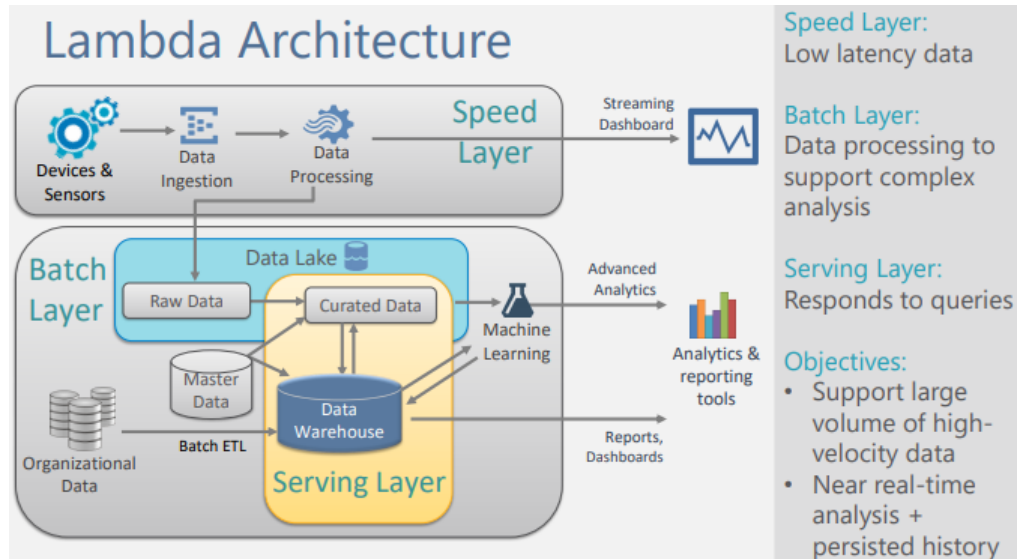 Lambda Architecture
Devices &
Sensors
Data
Ingestion
Data
Processing
Speed
Layer
Streaming
Dashboard
Batch
Layer
Data Lake
Raw Data
Curated Data
Machine
Learning
Advanced
Analytics
Analytics &
reporting
tools
Master
Data
Organizational
Data
Batch ETL
Data
Warehouse
Reports,
Dashboards
Serving Layer
Speed Layer:
Low latency data
Batch Layer:
Data processing to
support complex
analysis
Serving Layer:
Responds to queries
Objectives:
• Support large
volume of high-
velocity data
• Near real-time
analysis +
persisted history